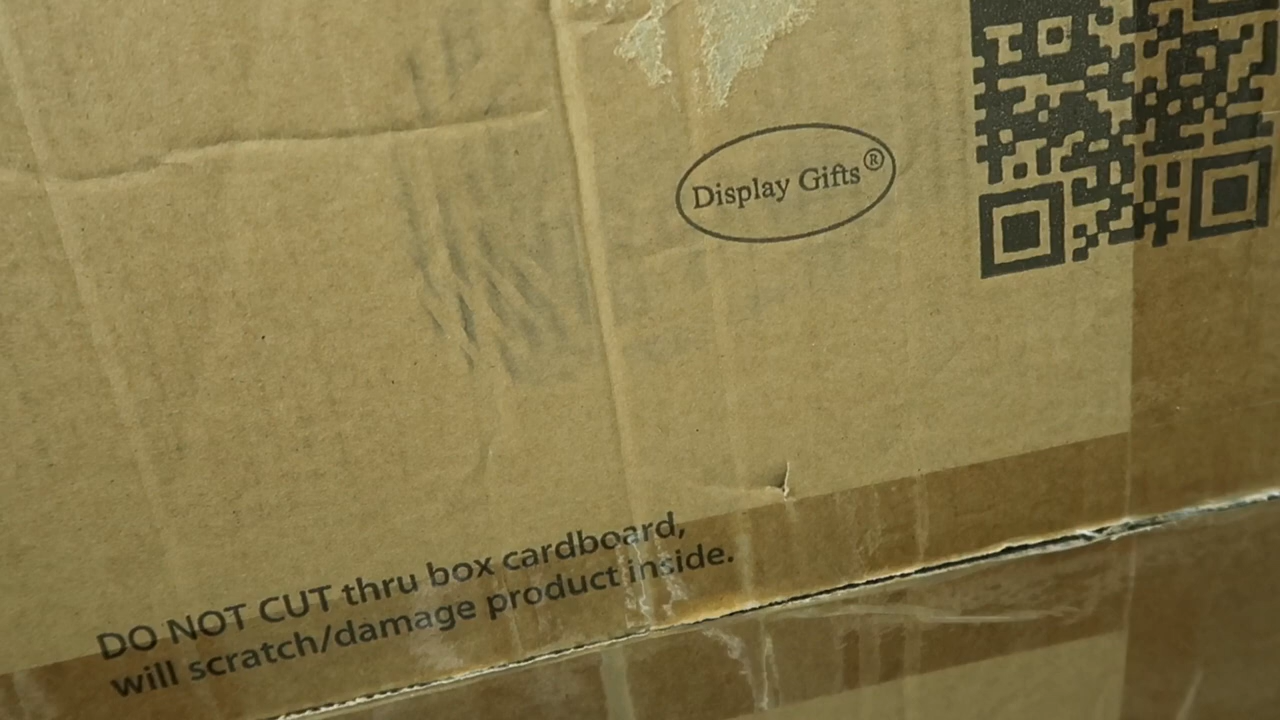 Display Gifts®
DO NOT CUT thru box cardboard,
will scratch/damage product inside.